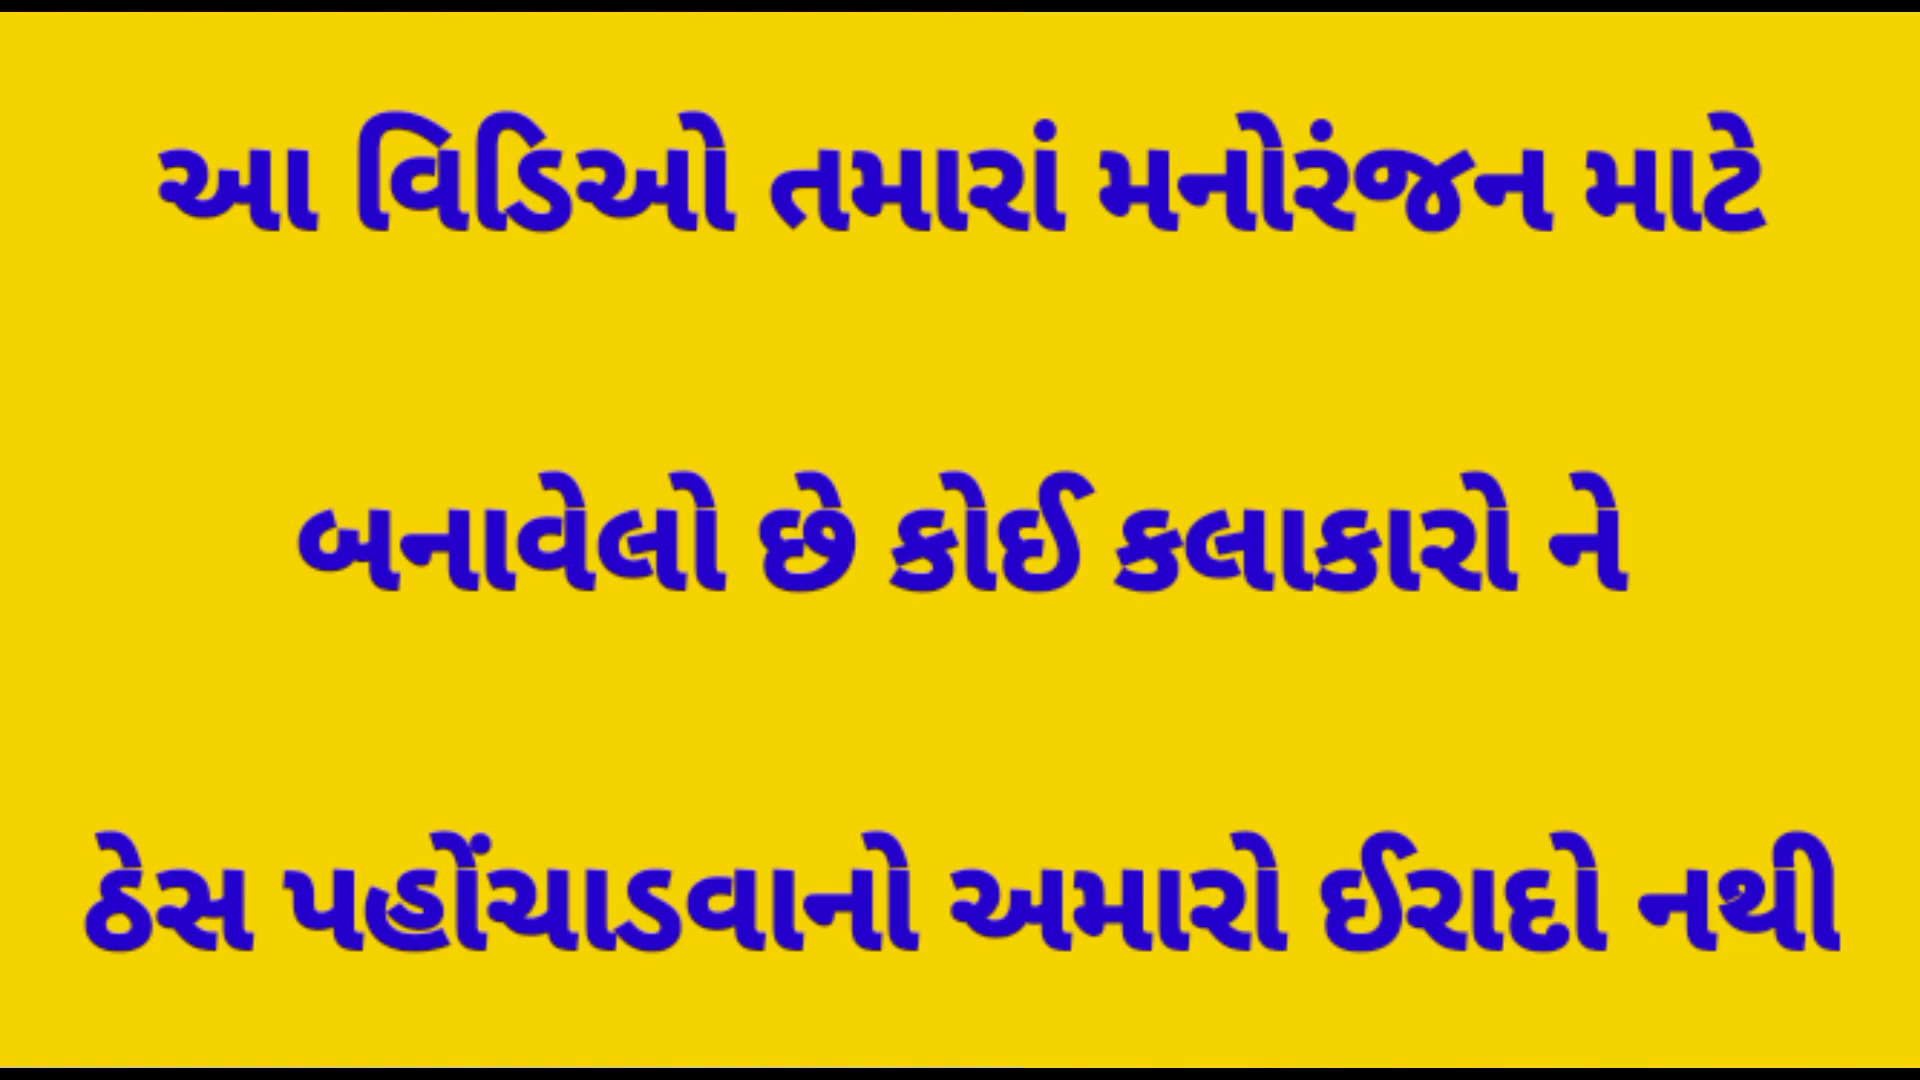 આ વિડિઓ તમારાં મનોરંજન માટે
બનાવેલો છે કોઈ કલાકારો ને
ઠેસ પહોંચાડવાનો અમારો ઈરાદો નથી